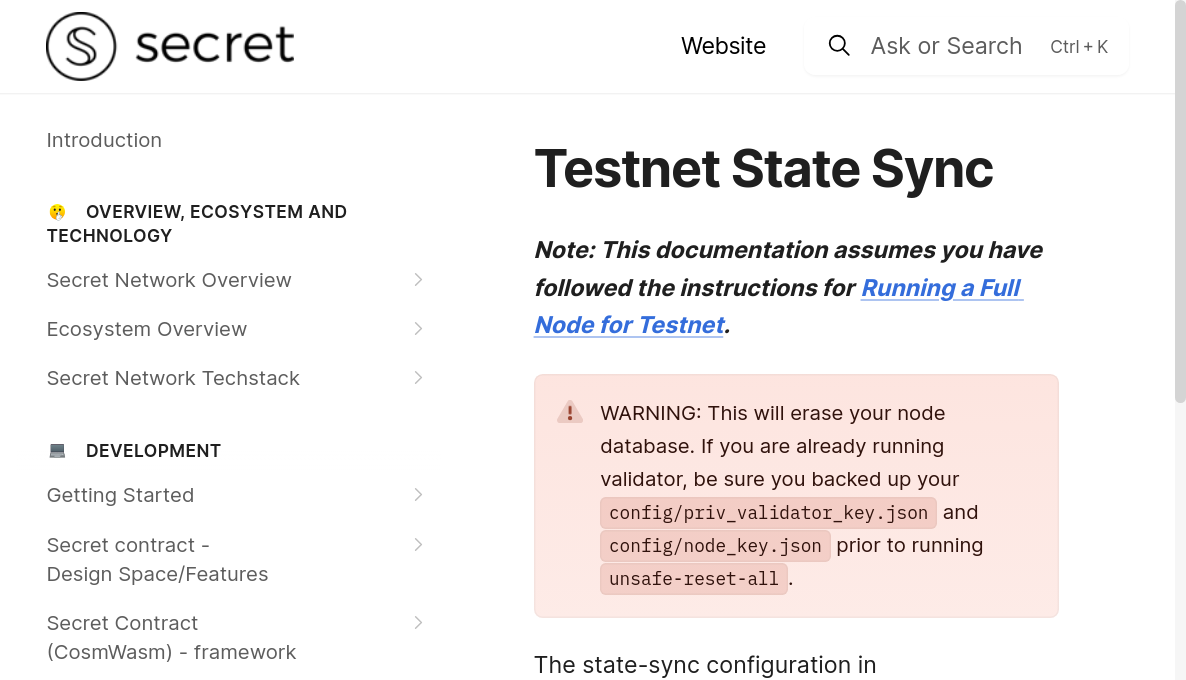 secret
Website
Ask or Search
Ctrl + K
Introduction
OVERVIEW, ECOSYSTEM AND
TECHNOLOGY
Secret Network Overview
Ecosystem Overview
Secret Network Techstack
DEVELOPMENT
Getting Started
Secret contract -
Design Space/Features
Secret Contract
(CosmWasm) - framework
Testnet State Sync
Note: This documentation assumes you have
followed the instructions for Running a Full
Node for Testnet.
WARNING: This will erase your node
database. If you are already running
validator, be sure you backed up your
config/priv_validator_key.json and
config/node_key.json prior to running
unsafe-reset-all.
The state-sync configuration in